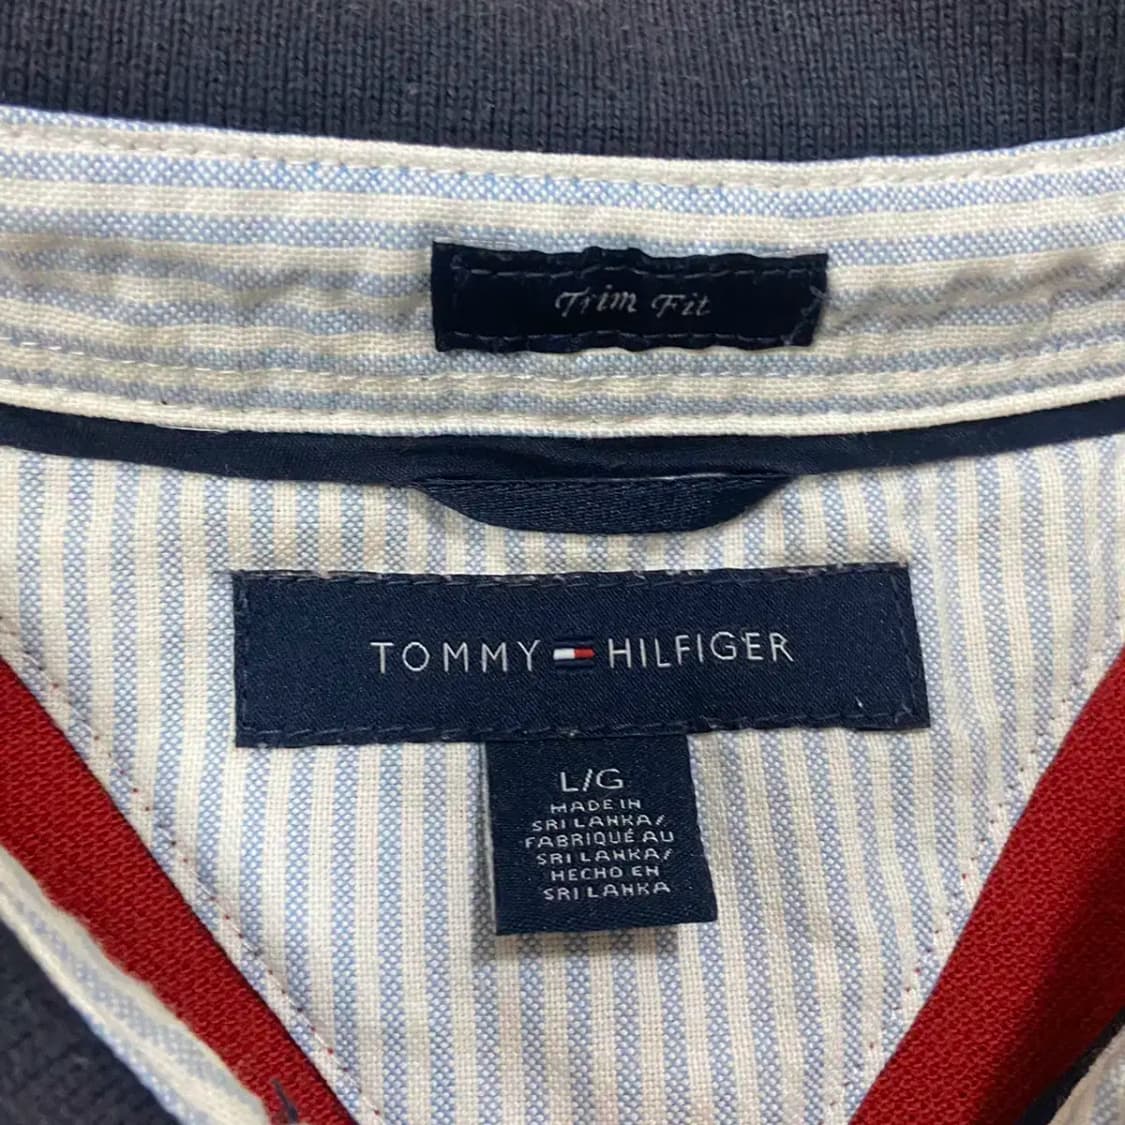 Trim Fit
TOMMY HILFIGER
L/G
MADE IN
SRI LANKA/
FABRIQUÉ AU
SRI LANKA/
HECHO EN
SRI LANKA